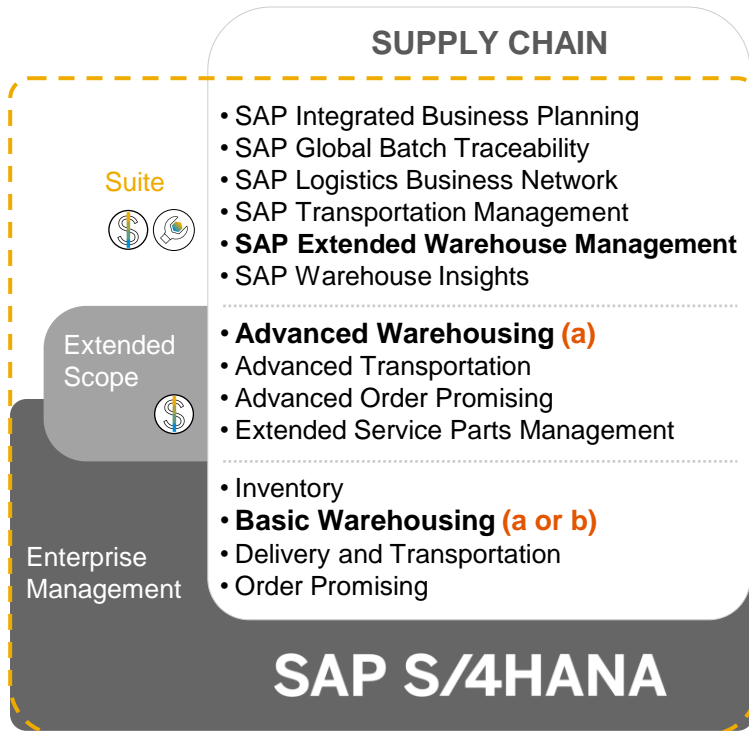 SUPPLY CHAIN
Suite
• SAP Integrated Business Planning
• SAP Global Batch Traceability
• SAP Logistics Business Network
• SAP Transportation Management
• SAP Extended Warehouse Management
• SAP Warehouse Insights
Extended
Scope
• Advanced Warehousing (a)
• Advanced Transportation
• Advanced Order Promising
• Extended Service Parts Management
Enterprise
Management
• Inventory
• Basic Warehousing (a or b)
• Delivery and Transportation
• Order Promising
SAP S/4HANA